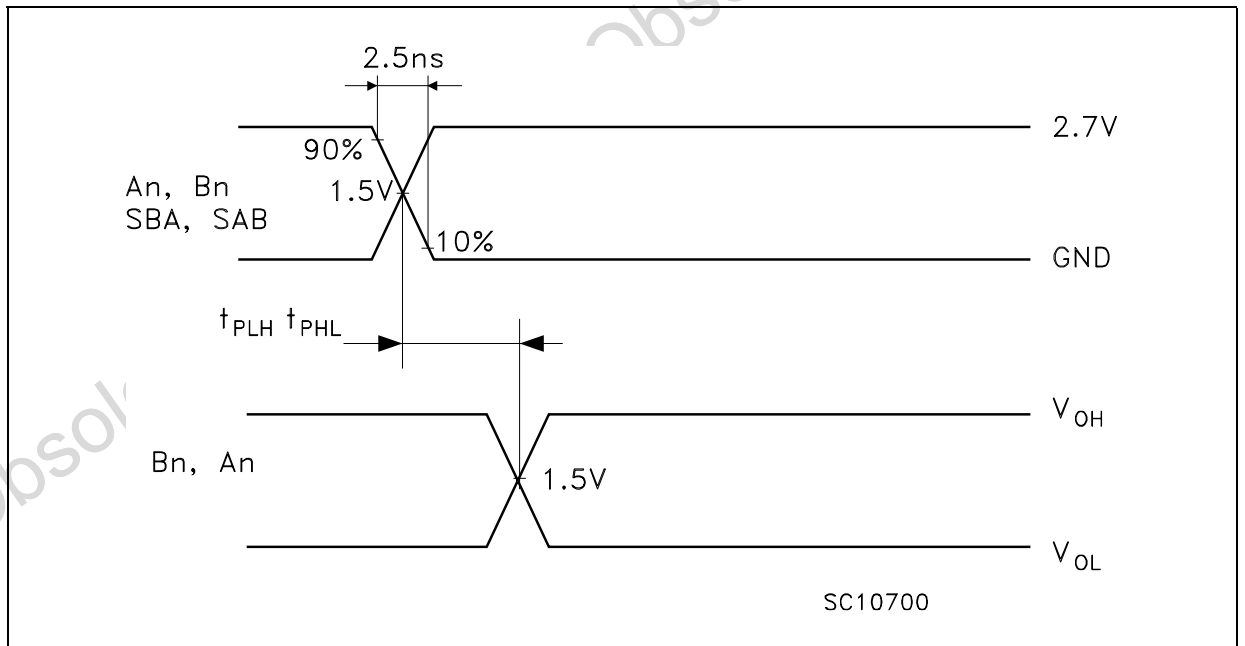 2.5ns
2.7V
90%
An, Bn
1.5V
SBA, SAB
10%
GND
tPLH tPHL
VOH
Bn, An
1.5V
VOL
SC10700